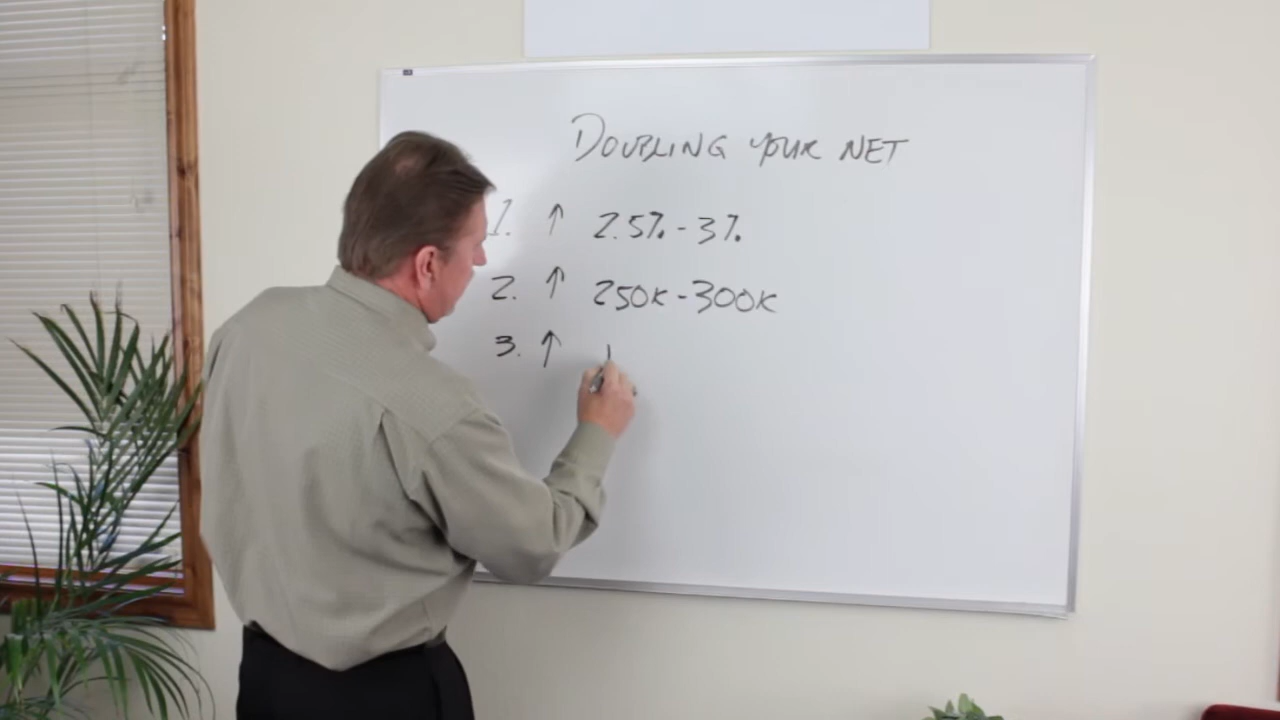 DOUBLING YOUR NET
1. ↑ 2.5% - 3%
2. ↑ 250K - 300K
3. ↑